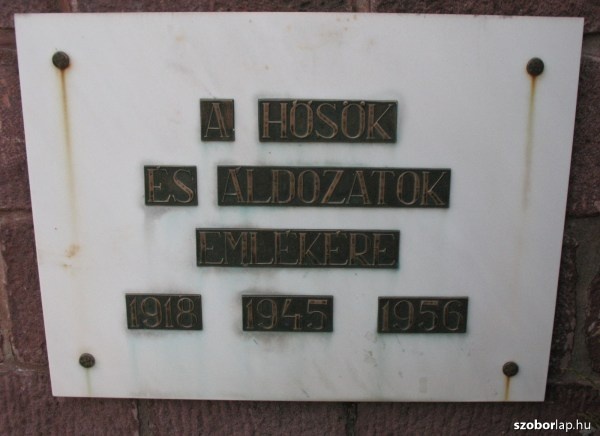 A HŐSÖK
ÉS ÁLDOZATOK
EMLÉKÉRE
1918 1945 1956
szoborlap.hu